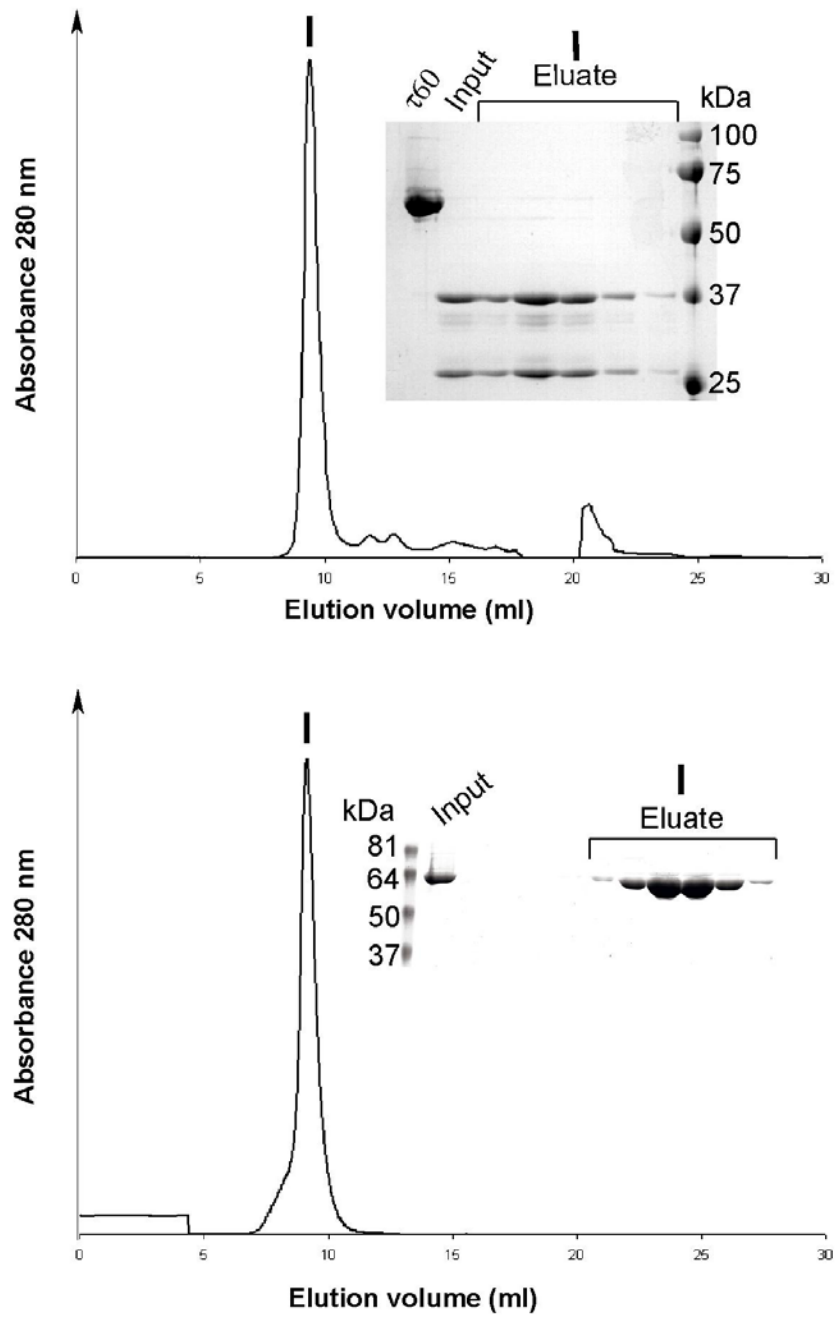 Absorbance 280 nm
I
τ60 Input Eluate kDa
100
75
50
37
25
0 5 10 15 20 25 30
Elution volume (ml)
Absorbance 280 nm
I
kDa Input Eluate
81
64
50
37
0 5 10 15 20 25 30
Elution volume (ml)